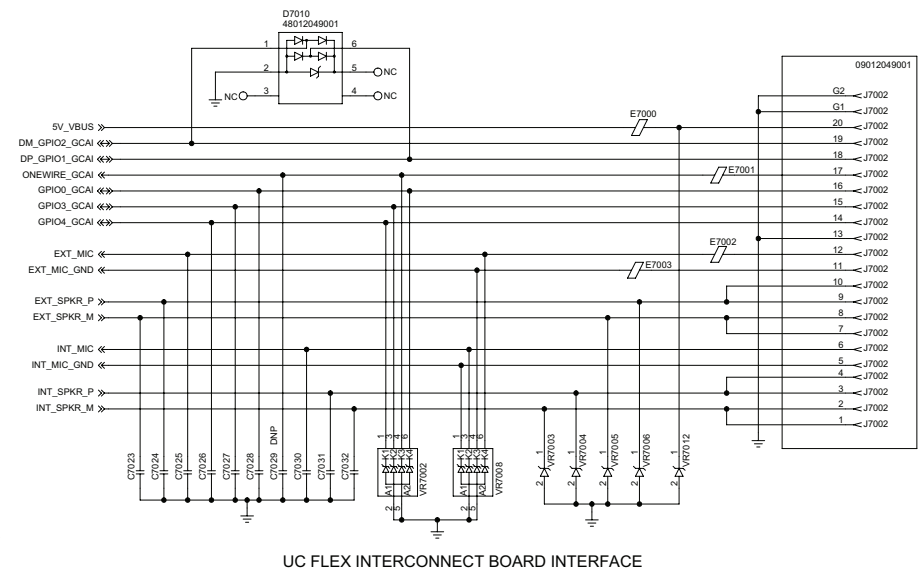 D7010
48012049001
1
6
2
5
NC
NC
3
4
NC
09012049001
G2
J7002
G1
J7002
5V_VBUS
E7000
20
J7002
DM_GPIO2_GCAI
19
J7002
DP_GPIO1_GCAI
18
J7002
ONEWIRE_GCAI
E7001
17
J7002
GPIO0_GCAI
16
J7002
GPIO3_GCAI
15
J7002
GPIO4_GCAI
14
J7002
13
J7002
EXT_MIC
E7002
12
J7002
EXT_MIC_GND
E7003
11
J7002
10
J7002
EXT_SPKR_P
9
J7002
EXT_SPKR_M
8
J7002
7
J7002
INT_MIC
6
J7002
INT_MIC_GND
5
J7002
4
J7002
INT_SPKR_P
3
J7002
INT_SPKR_M
2
J7002
1
J7002
C7023
C7024
C7025
C7026
C7027
C7028
C7029
DNP
C7030
C7031
C7032
1
3
4
6
K1
K2
K3
K4
A1
A2
VR7002
2
5
1
3
4
6
K1
K2
K3
K4
A1
A2
VR7008
2
5
1
VR7003
2
1
VR7004
2
1
VR7005
2
1
VR7006
2
1
VR7012
2
UC FLEX INTERCONNECT BOARD INTERFACE